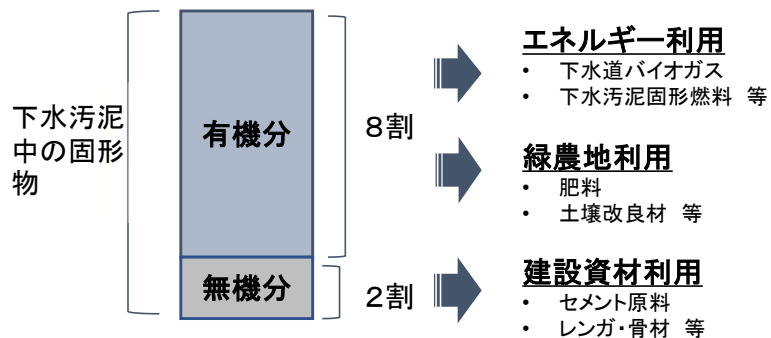 下水汚泥
中の固形
物
有機分
無機分
８割
２割
エネルギー利用
• 下水道バイオガス
• 下水汚泥固形燃料 等
緑農地利用
• 肥料
• 土壌改良材 等
建設資材利用
• セメント原料
• レンガ・骨材 等